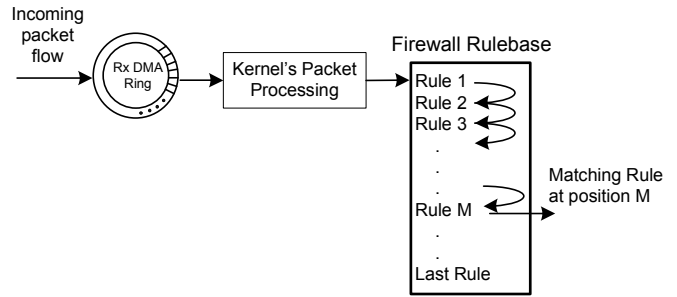 Incoming
packet
flow
Rx DMA
Ring
Kernel's Packet
Processing
Firewall Rulebase
Rule 1
Rule 2
Rule 3
.
.
.
Rule M
.
.
Last Rule
Matching Rule
at position M